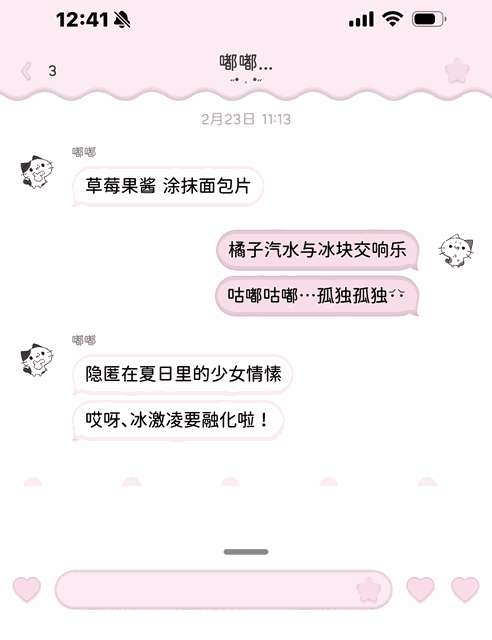 12:41
3
嘟嘟...
2月23日 11:13
嘟嘟
草莓果酱 涂抹面包片
橘子汽水与冰块交响乐
咕嘟咕嘟…孤独孤独
嘟嘟
隐匿在夏日里的少女情愫
哎呀、冰激凌要融化啦！